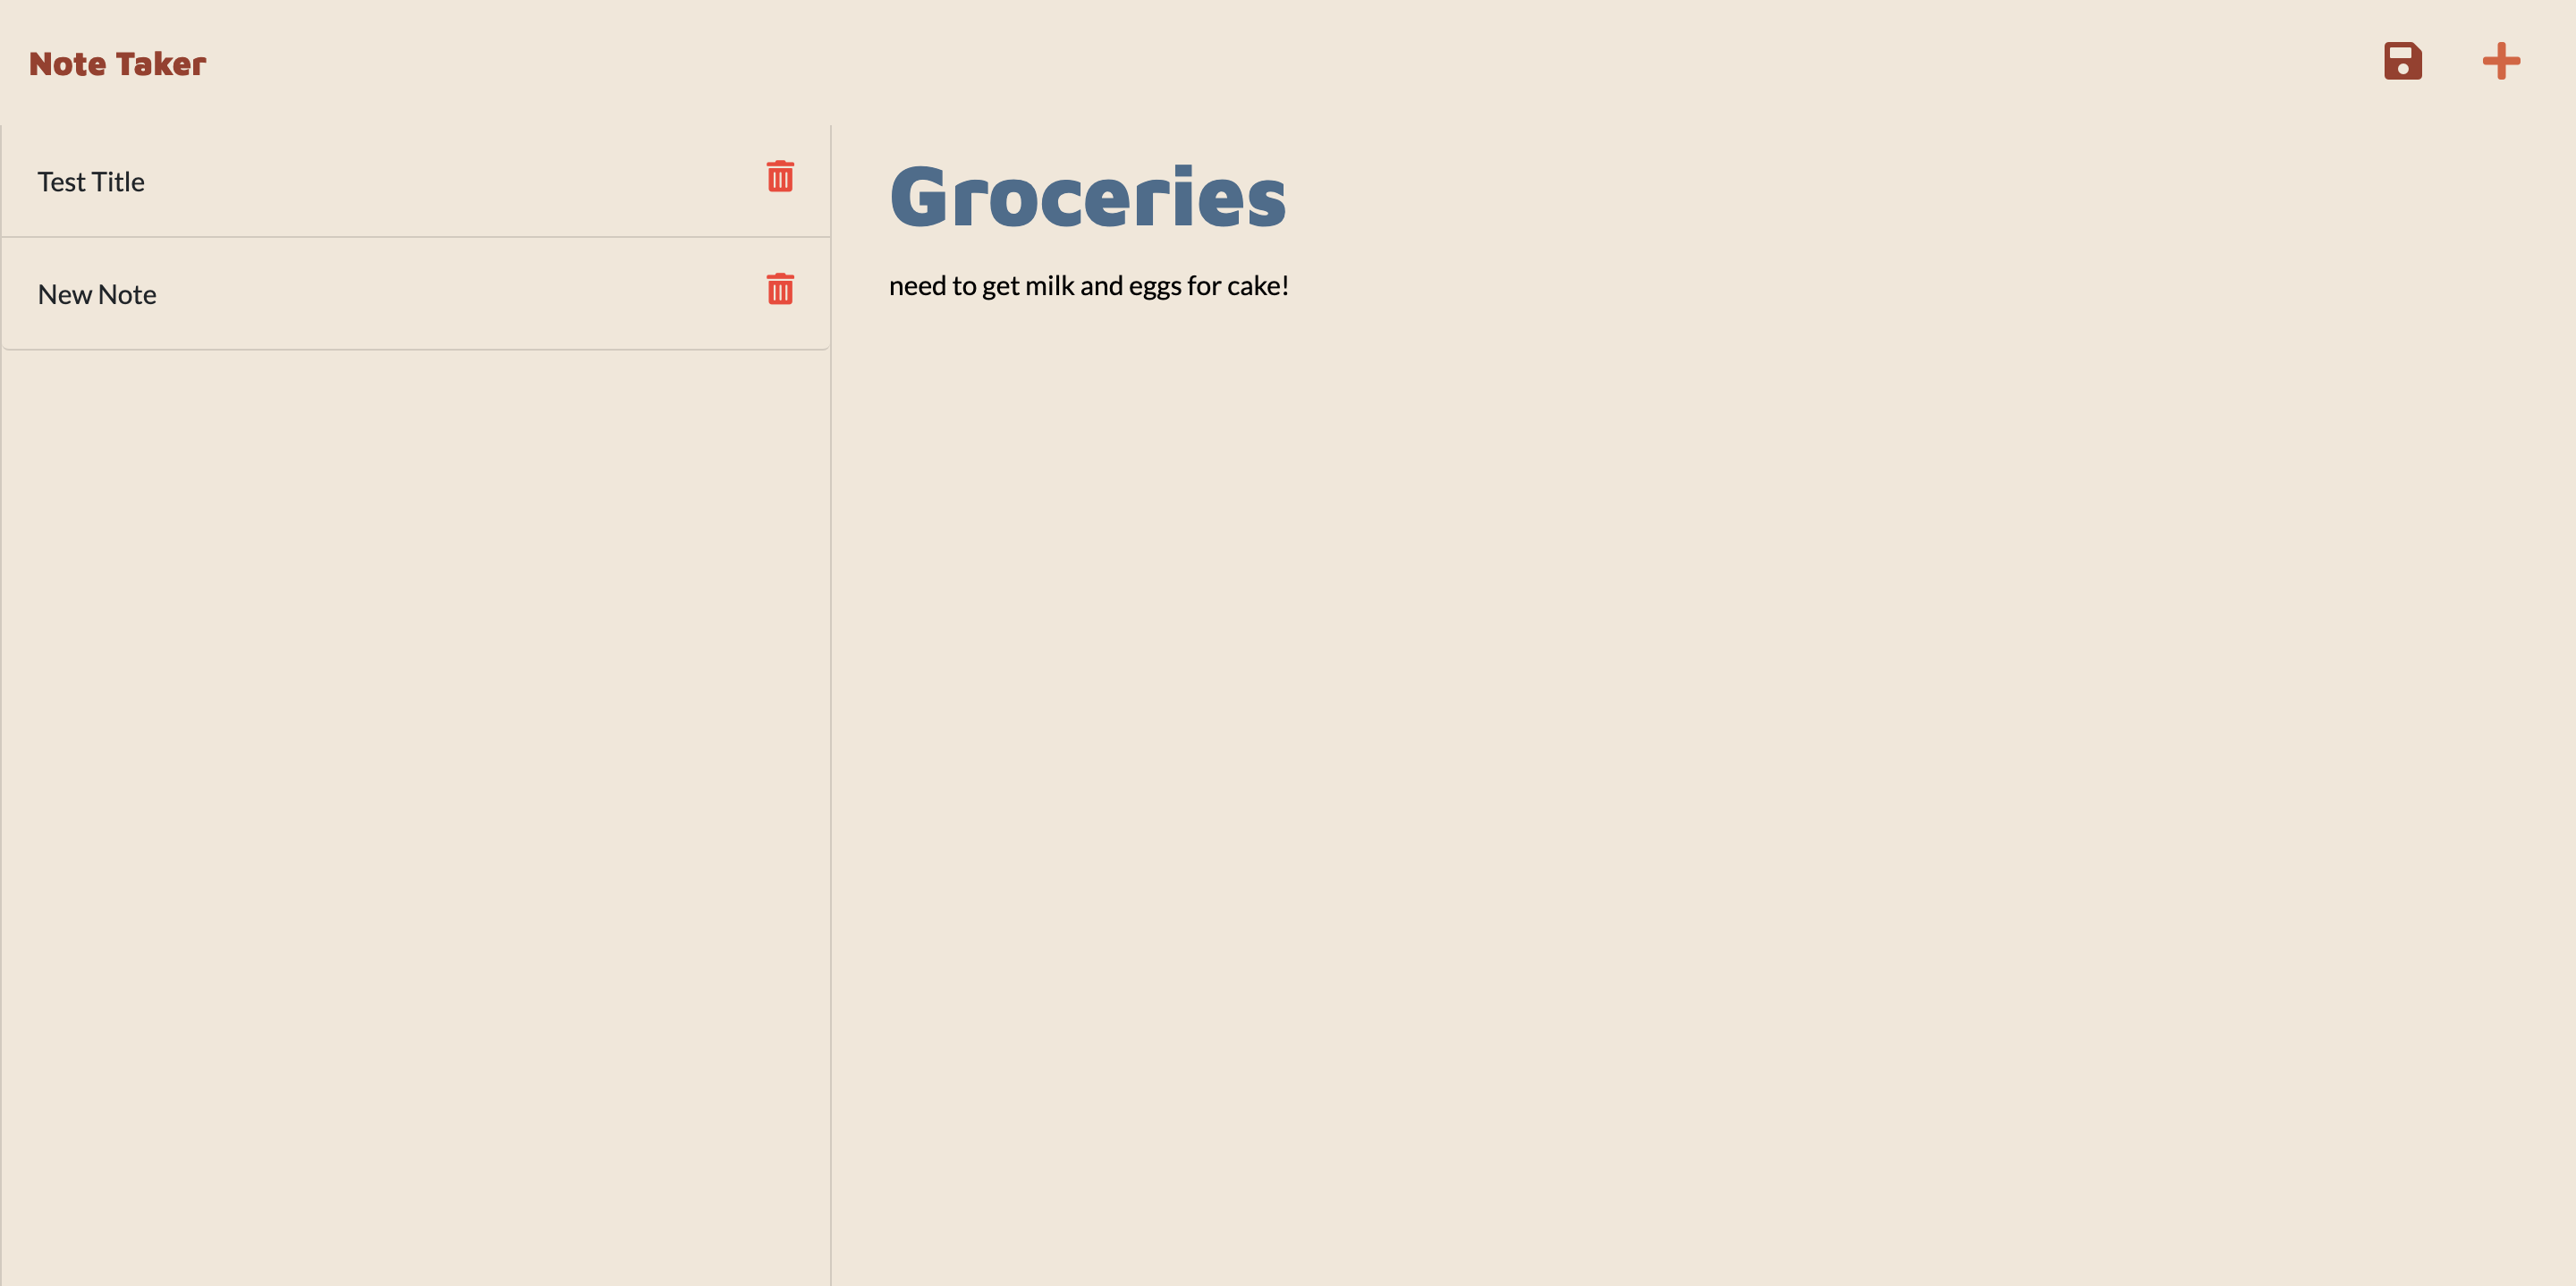 Note Taker
Test Title
New Note
Groceries
need to get milk and eggs for cake!